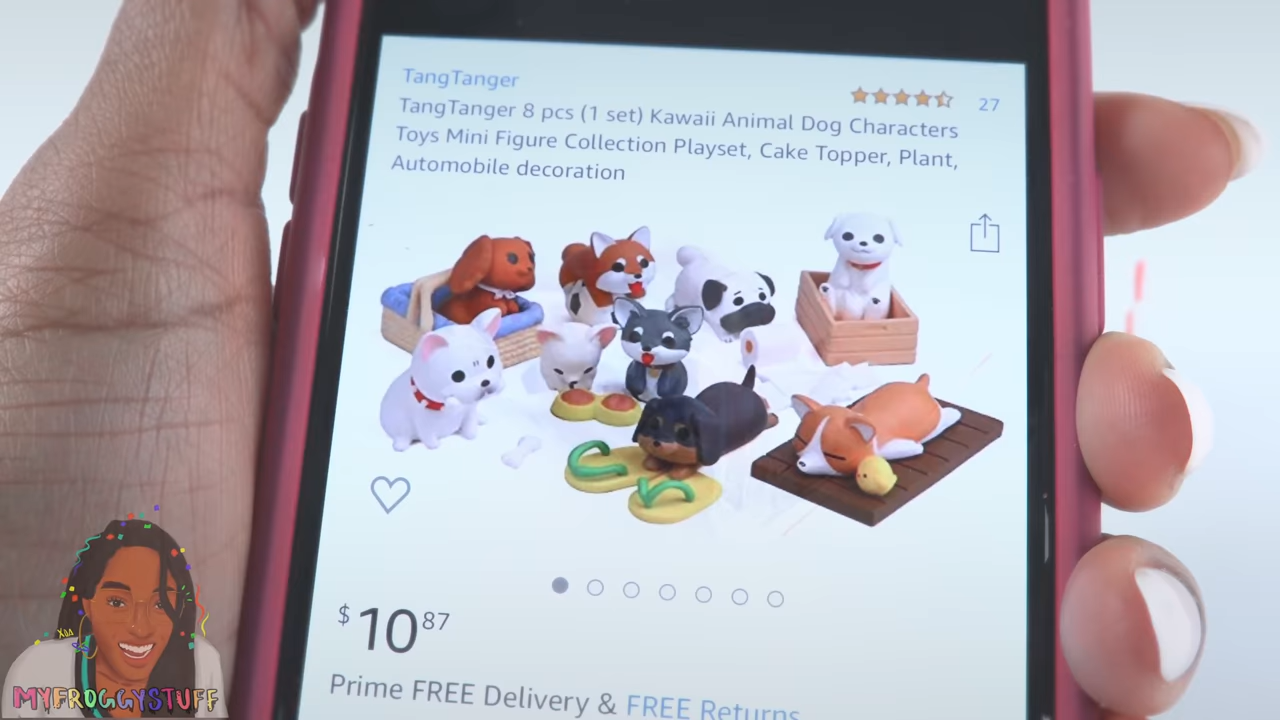 TangTanger
27
TangTanger 8 pcs (1 set) Kawaii Animal Dog Characters
Toys Mini Figure Collection Playset, Cake Topper, Plant,
Automobile decoration
$10 87
Prime FREE Delivery & FREE Returns
MYFROGGYSTUFF